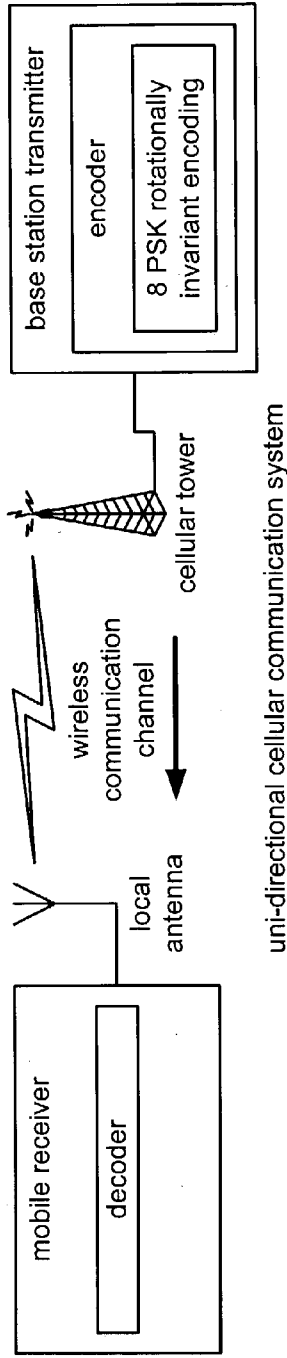 mobile receiver
decoder
local
antenna
wireless
communication
channel
cellular tower
base station transmitter
encoder
8 PSK rotationally
invariant encoding
uni-directional cellular communication system